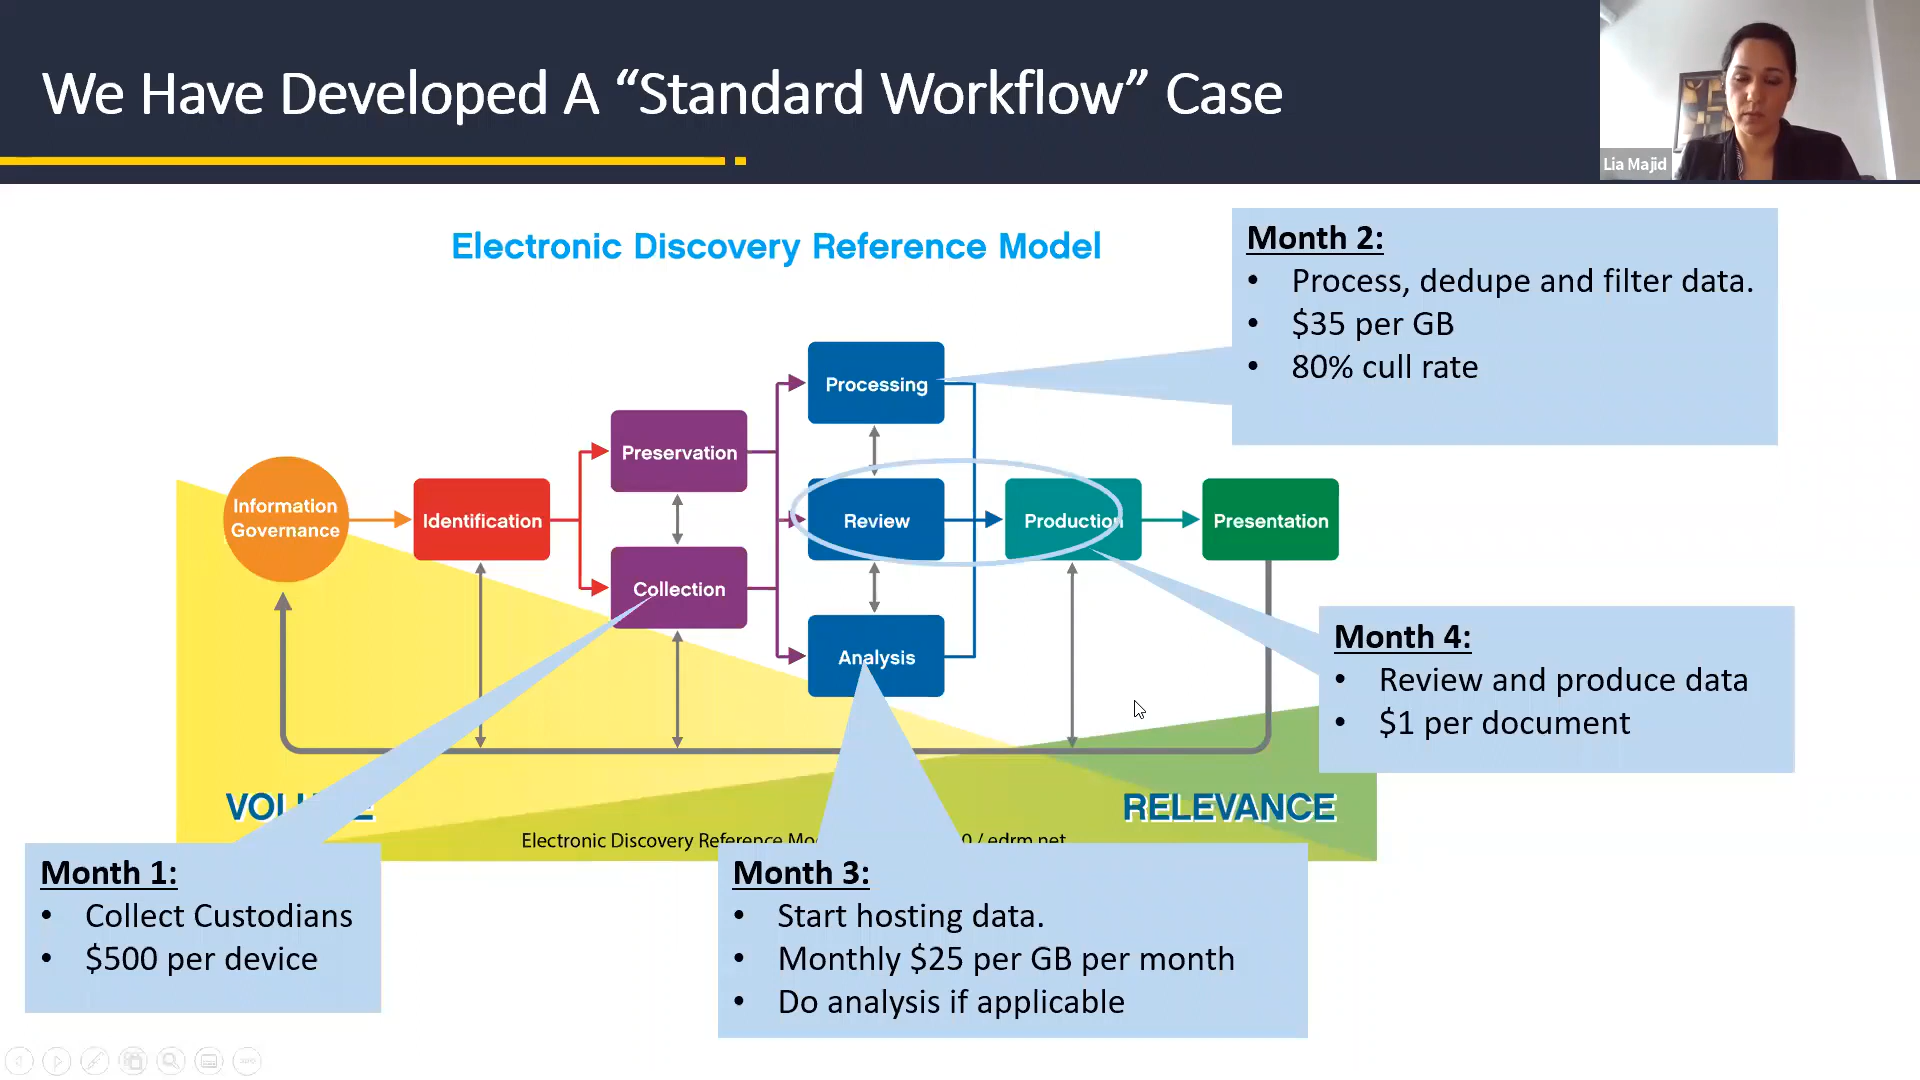 We Have Developed A “Standard Workflow” Case
Lia Majid
Electronic Discovery Reference Model
Month 2:
• Process, dedupe and filter data.
• $35 per GB
• 80% cull rate
Processing
Preservation
Information
Governance
Identification
Review
Production
Presentation
Collection
Analysis
Month 4:
• Review and produce data
• $1 per document
VOLUME
RELEVANCE
Electronic Discovery Reference
/ edrm.net
Month 1:
• Collect Custodians
• $500 per device
Month 3:
• Start hosting data.
• Monthly $25 per GB per month
• Do analysis if applicable